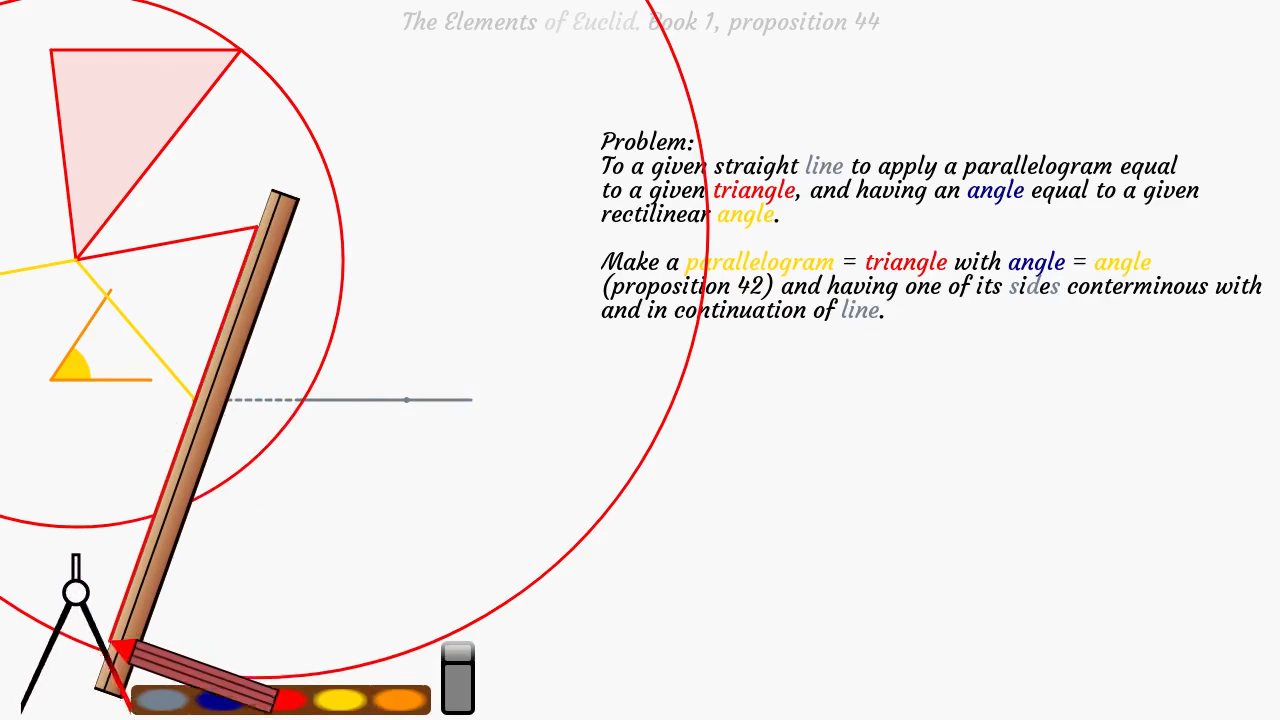 The Elements of Euclid. Book 1, proposition 44
Problem:
To a given straight line to apply a parallelogram equal
to a given triangle, and having an angle equal to a given
rectilinear angle.
Make a parallelogram = triangle with angle = angle
(proposition 42) and having one of its sides conterminous with
and in continuation of line.